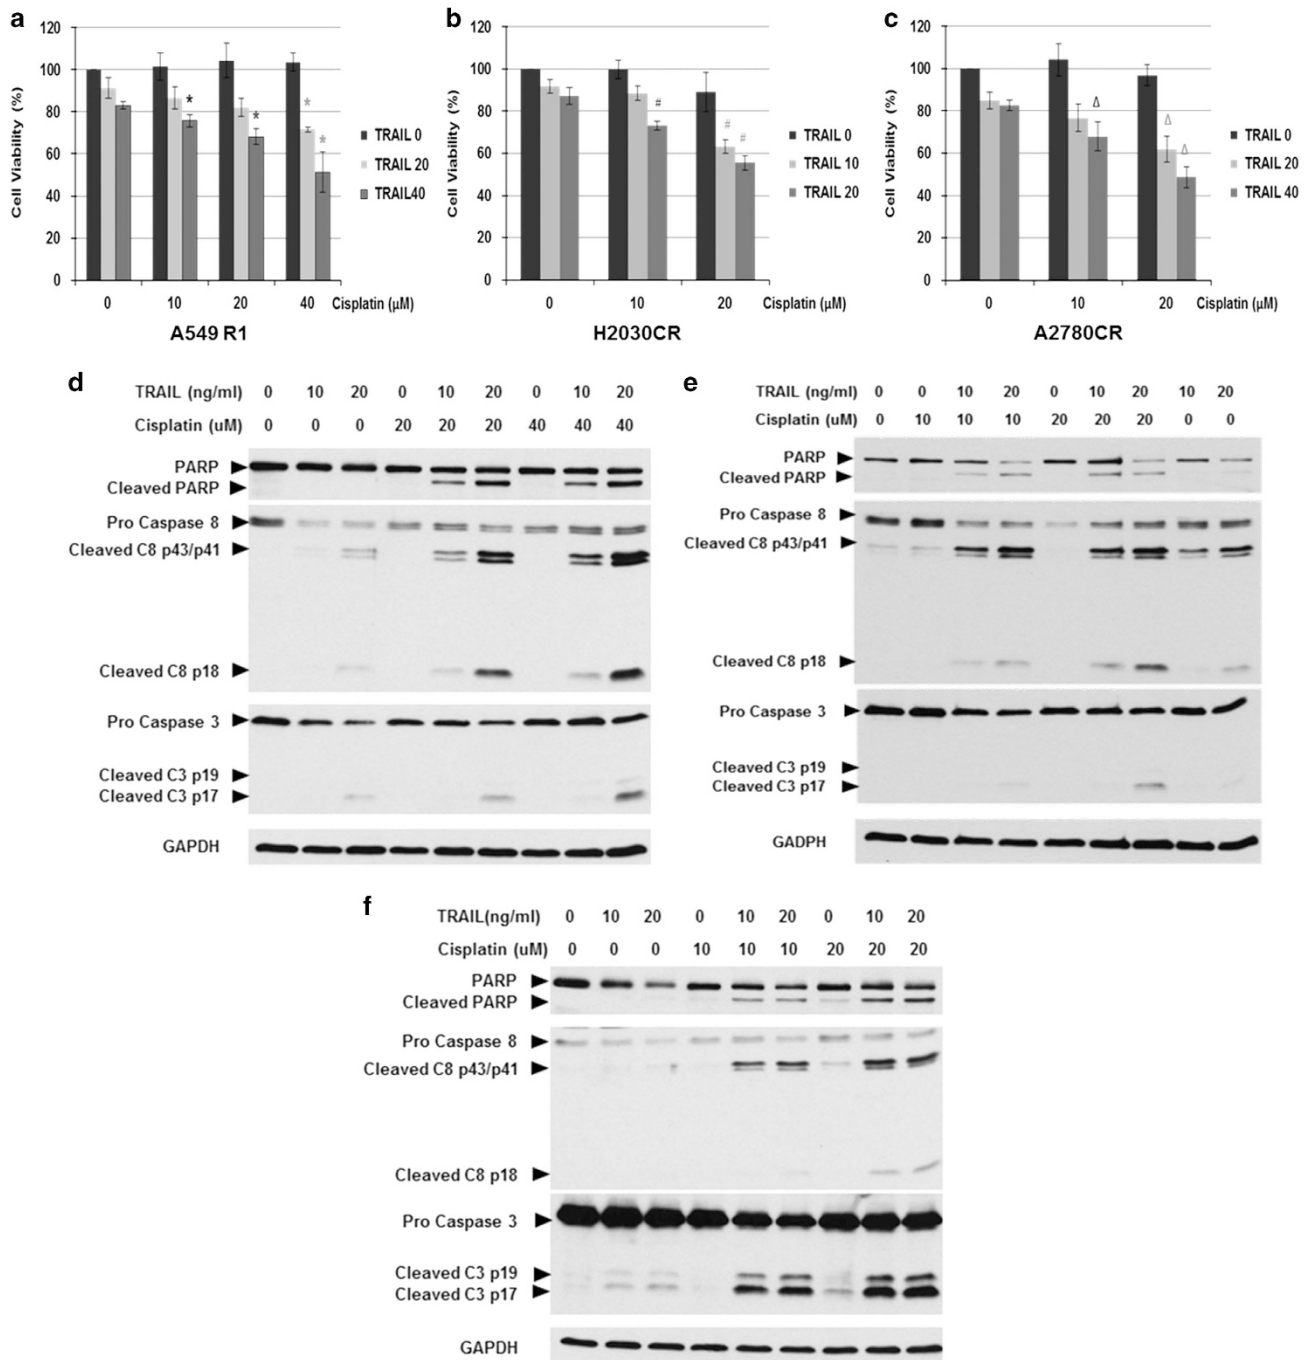 a
120
100
80
60
40
20
0
Cell Viability (%)
* * * *
TRAIL 0
TRAIL 20
TRAIL40
0 10 20 40 Cisplatin (μM)
A549 R1
b
120
100
80
60
40
20
0
Cell Viability (%)
# # #
TRAIL 0
TRAIL 10
TRAIL 20
0 10 20 Cisplatin (μM)
H2030CR
c
120
100
80
60
40
20
0
Cell Viability (%)
Δ Δ Δ
TRAIL 0
TRAIL 20
TRAIL 40
0 10 20 Cisplatin (μM)
A2780CR
d
TRAIL (ng/ml) 0 10 20 0 10 20 0 10 20
Cisplatin (uM) 0 0 0 20 20 20 40 40 40
PARP
Cleaved PARP
Pro Caspase 8
Cleaved C8 p43/p41
Cleaved C8 p18
Pro Caspase 3
Cleaved C3 p19
Cleaved C3 p17
GAPDH
e
TRAIL (ng/ml) 0 0 10 20 0 10 20 10 20
Cisplatin (uM) 0 10 10 10 20 20 20 0 0
PARP
Cleaved PARP
Pro Caspase 8
Cleaved C8 p43/p41
Cleaved C8 p18
Pro Caspase 3
Cleaved C3 p19
Cleaved C3 p17
GADPH
f
TRAIL(ng/ml) 0 10 20 0 10 20 0 10 20
Cisplatin (uM) 0 0 0 10 10 10 20 20 20
PARP
Cleaved PARP
Pro Caspase 8
Cleaved C8 p43/p41
Cleaved C8 p18
Pro Caspase 3
Cleaved C3 p19
Cleaved C3 p17
GAPDH